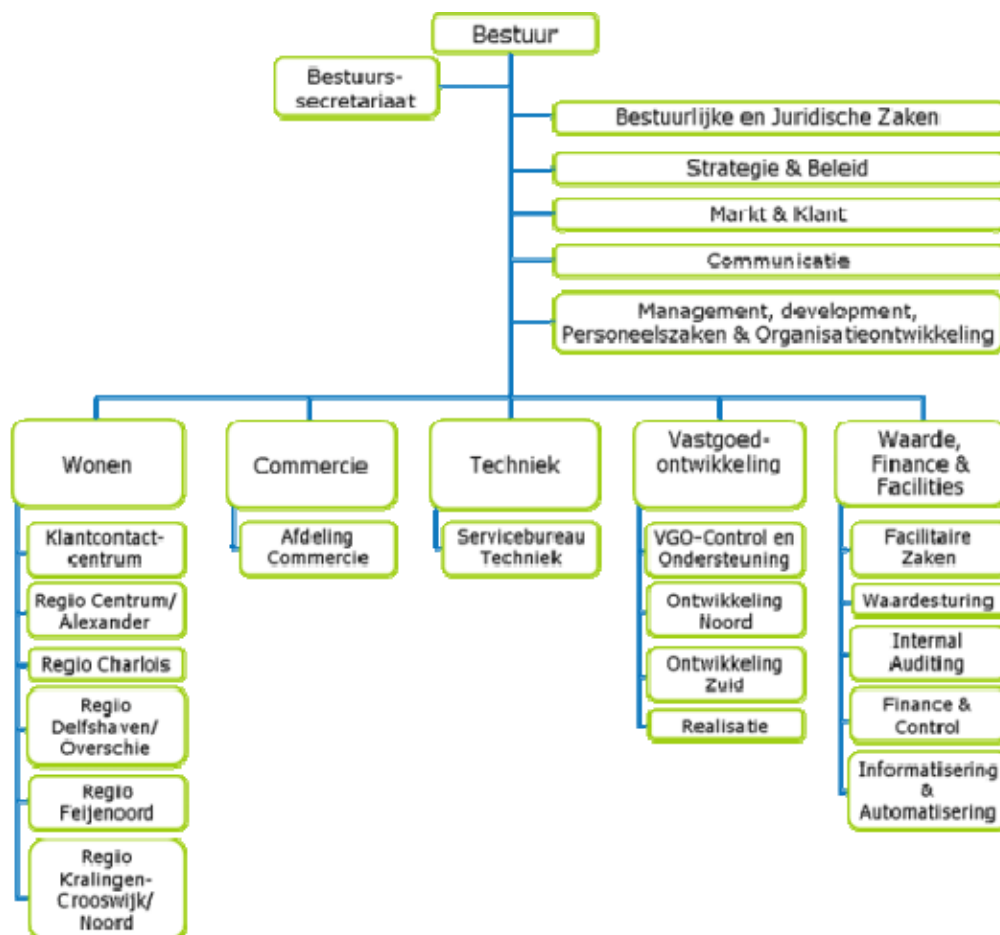 Bestuur
Bestuurs-
secretariaat
Bestuurlijke en Juridische Zaken
Strategie & Beleid
Markt & Klant
Communicatie
Management, development,
Personeelszaken & Organisatieontwikkeling
Wonen
Klantcontact-
centrum
Regio Centrum/
Alexander
Regio Charlois
Regio
Delfshaven/
Overschie
Regio
Feijenoord
Regio
Kralingen-
Crooswijk/
Noord
Commercie
Afdeling
Commercie
Techniek
Servicebureau
Techniek
Vastgoed-
ontwikkeling
VGO-Control en
Ondersteuning
Ontwikkeling
Noord
Ontwikkeling
Zuid
Realisatie
Waarde,
Finance &
Facilities
Facilitaire
Zaken
Waardesturing
Internal
Auditing
Finance &
Control
Informatisering
&
Automatisering